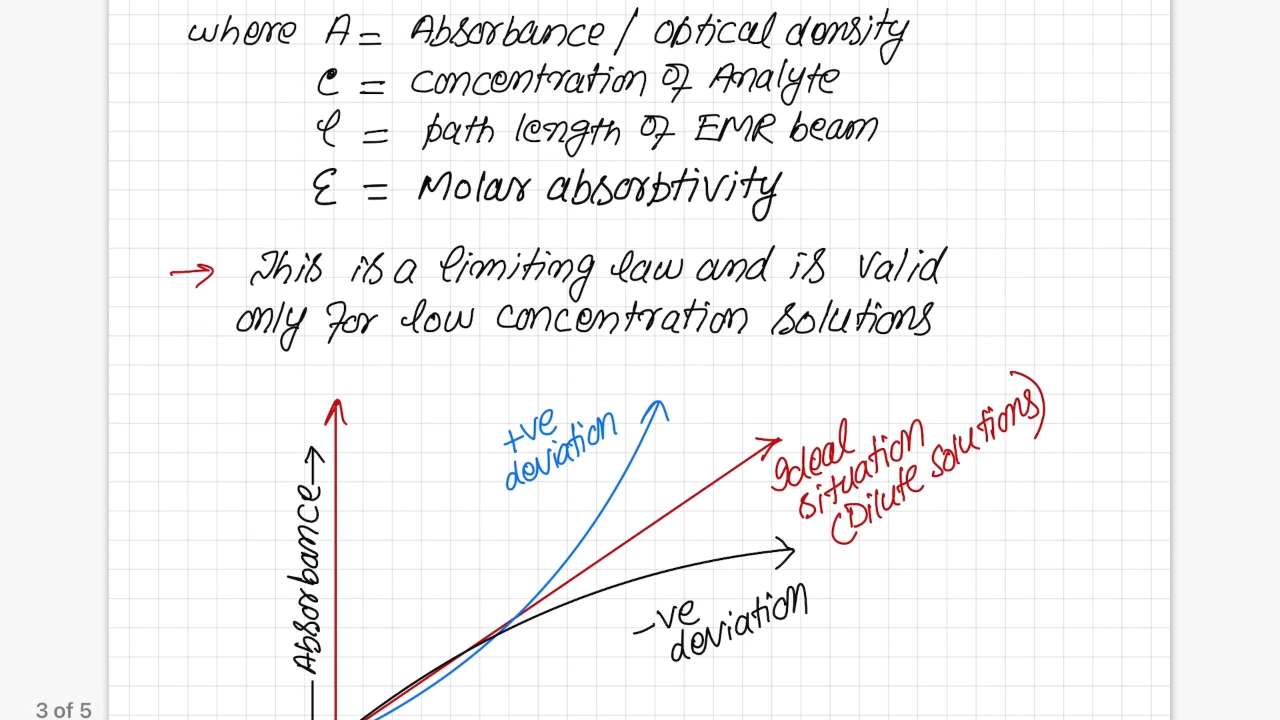 where A = Absorbance / optical density
c = concentration of Analyte
l = path length of EMR beam
ε = Molar absorptivity
→ This is a limiting law and is valid
only for low concentration solutions
+ve
deviation
Ideal
situation
(Dilute solutions)
— Absorbance →
-ve
deviation
3 of 5